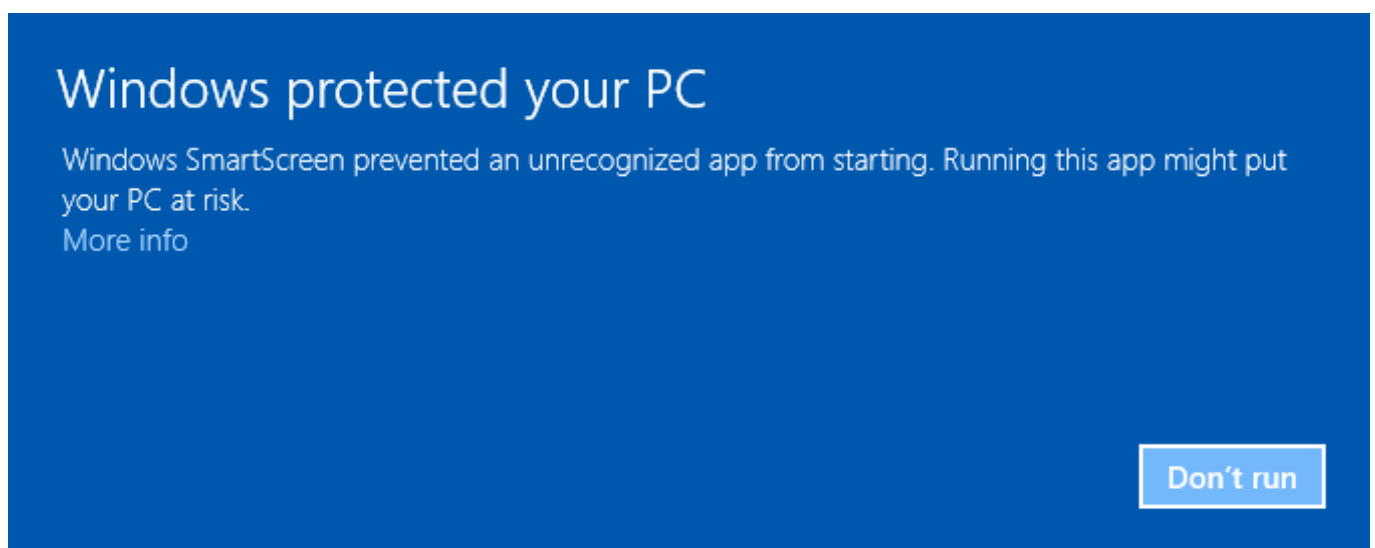 Windows protected your PC
Windows SmartScreen prevented an unrecognized app from starting. Running this app might put
your PC at risk.
More info
Don’t run